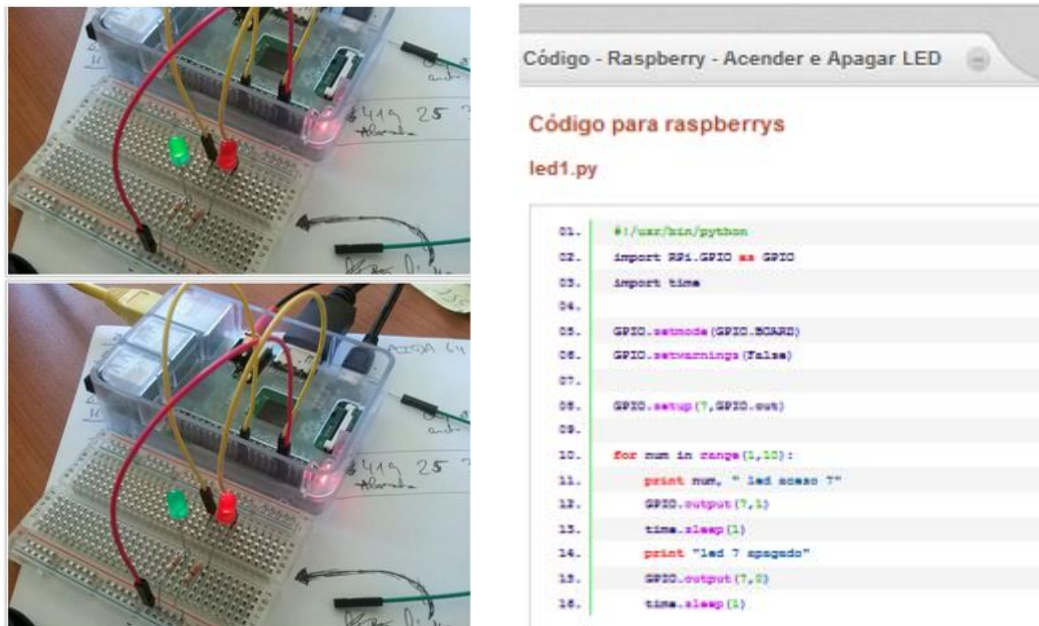 419 25
Código - Raspberry - Acender e Apagar LED
Código para raspberrys
led1.py
01. #!/usr/bin/python
02. import RPi.GPIO as GPIO
03. import time
04.
05. GPIO.setmode(GPIO.BOARD)
06. GPIO.setwarnings(False)
07.
08. GPIO.setup(7,GPIO.out)
09.
10. for num in range(1,10):
11. print num, " led aceso 7"
12. GPIO.output(7,1)
13. time.sleep(1)
14. print "led 7 apagado"
15. GPIO.output(7,0)
16. time.sleep(1)
419 25